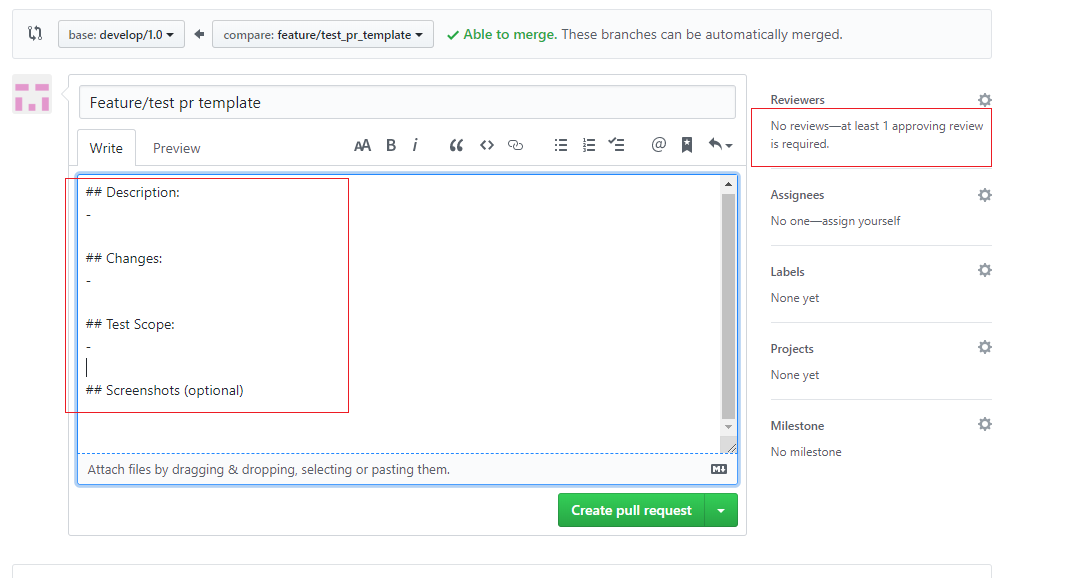 base: develop/1.0
compare: feature/test_pr_template
Able to merge. These branches can be automatically merged.
Feature/test pr template
Write
Preview
AA B i
@
## Description:
-
## Changes:
-
## Test Scope:
-
## Screenshots (optional)
Attach files by dragging & dropping, selecting or pasting them.
M
Create pull request
Reviewers
No reviews—at least 1 approving review
is required.
Assignees
No one—assign yourself
Labels
None yet
Projects
None yet
Milestone
No milestone